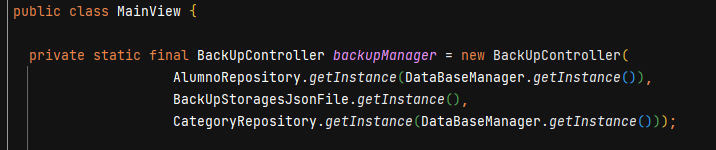 public class MainView {
private static final BackUpController backupManager = new BackUpController(
AlumnoRepository.getInstance(DataBaseManager.getInstance()),
BackUpStoragesJsonFile.getInstance(),
CategoryRepository.getInstance(DataBaseManager.getInstance()));